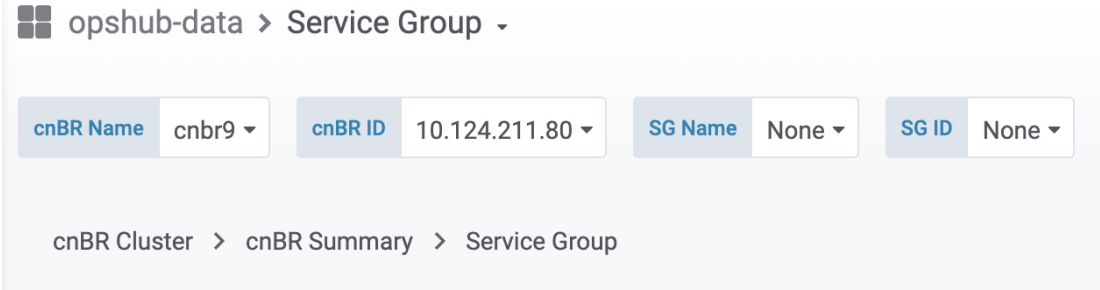 opshub-data > Service Group
cnBR Name cnbr9 cnBR ID 10.124.211.80 SG Name None SG ID None
cnBR Cluster > cnBR Summary > Service Group